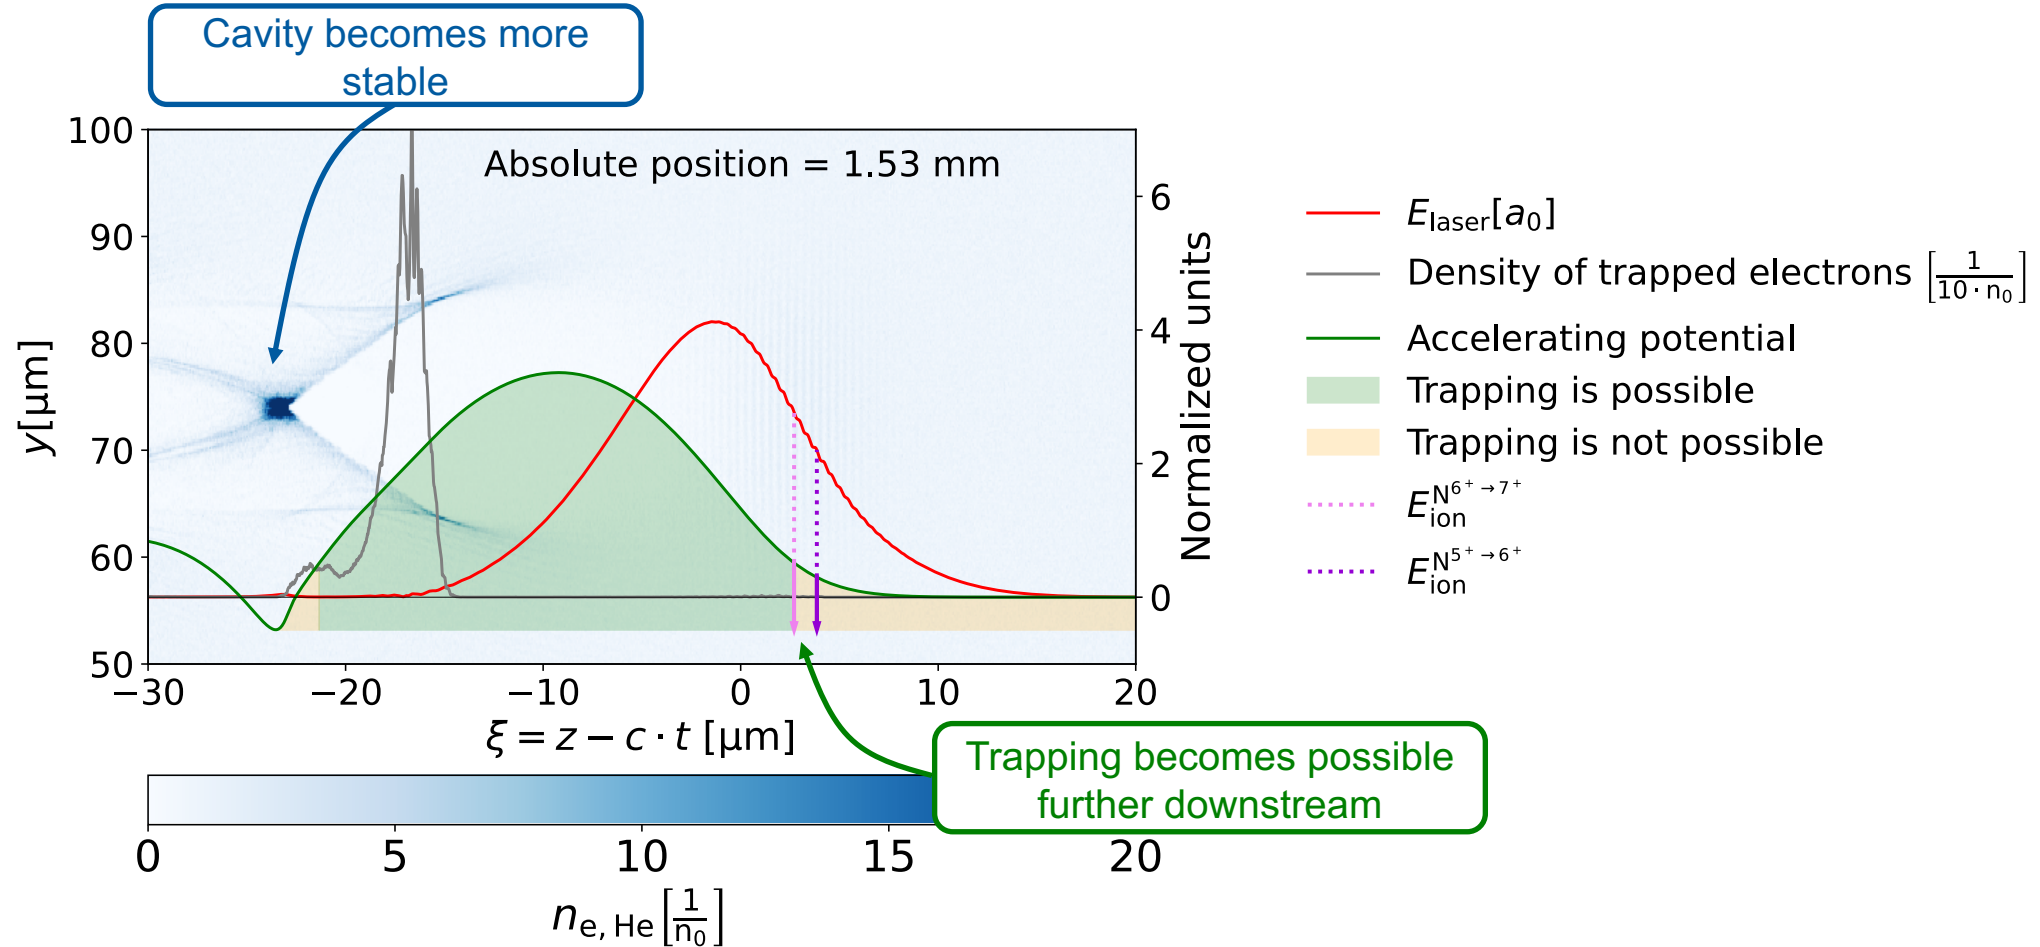 Cavity becomes more
stable
Absolute position = 1.53 mm
100
90
80
70
60
50
y[μm]
−30
−20
−10
0
10
20
ξ = z − c · t [μm]
6
4
2
0
Normalized units
E_laser[a_0]
Density of trapped electrons [1/(10 · n_0)]
Accelerating potential
Trapping is possible
Trapping is not possible
E_ion^{N^{6+ → 7+}}
E_ion^{N^{5+ → 6+}}
Trapping becomes possible
further downstream
0
5
10
15
20
n_{e, He} [1/n_0]